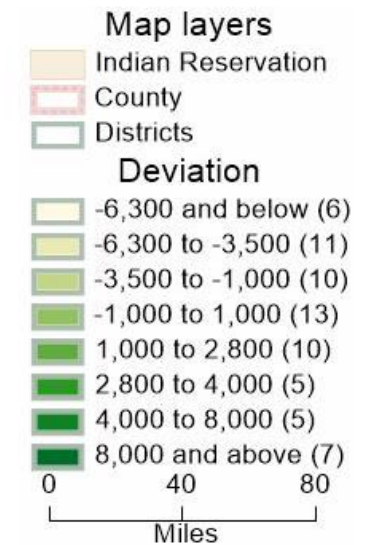 Map layers
Indian Reservation
County
Districts
Deviation
-6,300 and below (6)
-6,300 to -3,500 (11)
-3,500 to -1,000 (10)
-1,000 to 1,000 (13)
1,000 to 2,800 (10)
2,800 to 4,000 (5)
4,000 to 8,000 (5)
8,000 and above (7)
0 40 80
Miles